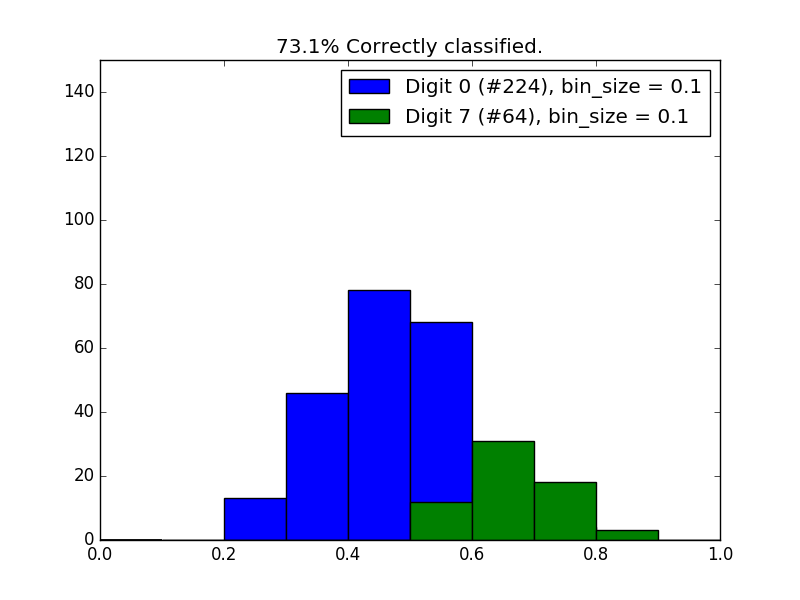 73.1% Correctly classified.
Digit 0 (#224), bin_size = 0.1
Digit 7 (#64), bin_size = 0.1
140
120
100
80
60
40
20
0
0.0 0.2 0.4 0.6 0.8 1.0